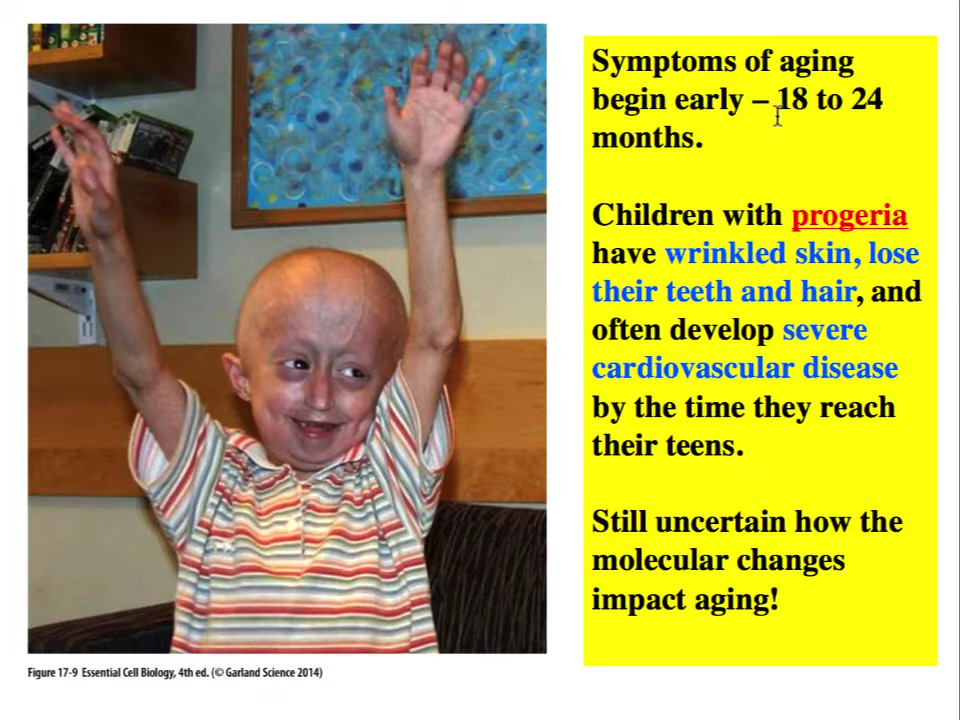 Symptoms of aging
begin early – 18 to 24
months.
Children with progeria
have wrinkled skin, lose
their teeth and hair, and
often develop severe
cardiovascular disease
by the time they reach
their teens.
Still uncertain how the
molecular changes
impact aging!
Figure 17-9 Essential Cell Biology, 4th ed. (© Garland Science 2014)